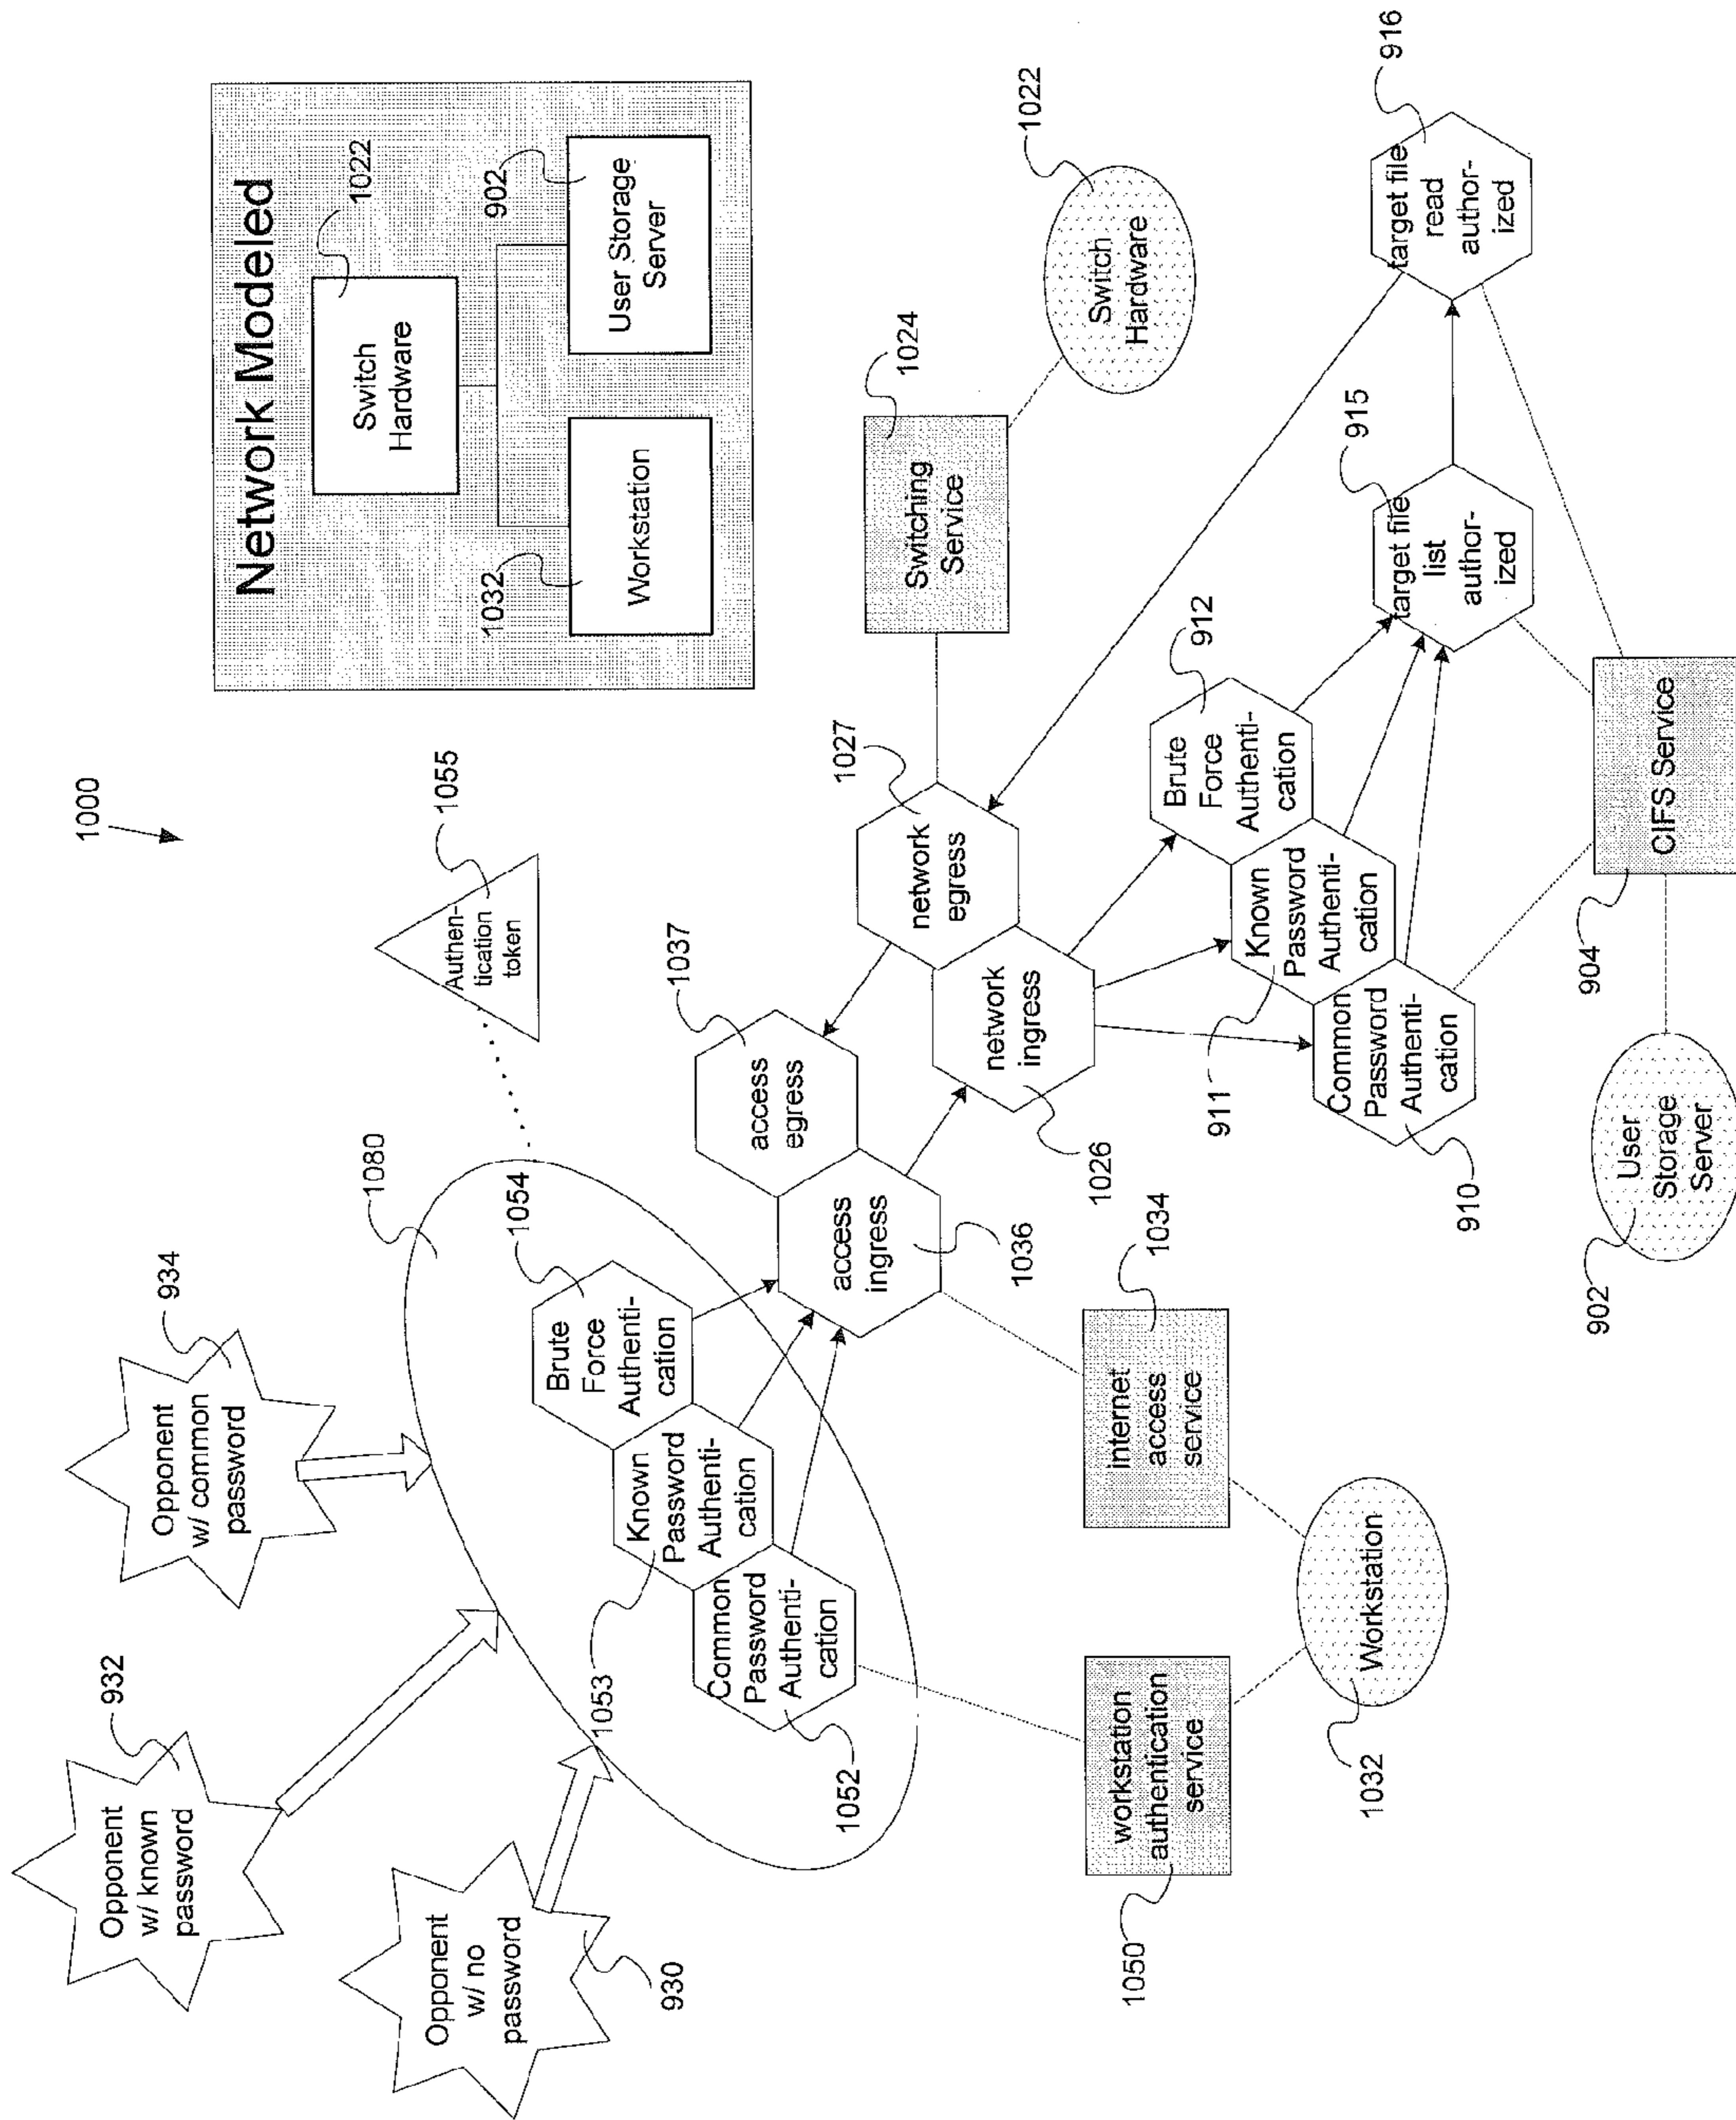 1000
Network Modeled
Switch
Hardware
1022
1032
Workstation
902
User Storage
Server
Opponent
w/ known
password
932
Opponent
w/ common
password
934
Opponent
w/ no
password
930
1080
Authen-
tication
token
1055
Brute
Force
Authenti-
cation
1054
Known
Password
Authenti-
cation
1053
Common
Password
Authenti-
cation
1052
access
egress
1037
access
ingress
1036
network
egress
1027
network
ingress
1026
Switching
Service
1024
Switch
Hardware
1022
Brute
Force
Authenti-
cation
912
Known
Password
Authenti-
cation
911
Common
Password
Authenti-
cation
910
target file
list
author-
ized
915
target file
read
author-
ized
916
workstation
authentication
service
1050
internet
access
service
1034
Workstation
1032
User
Storage
Server
902
CIFS Service
904